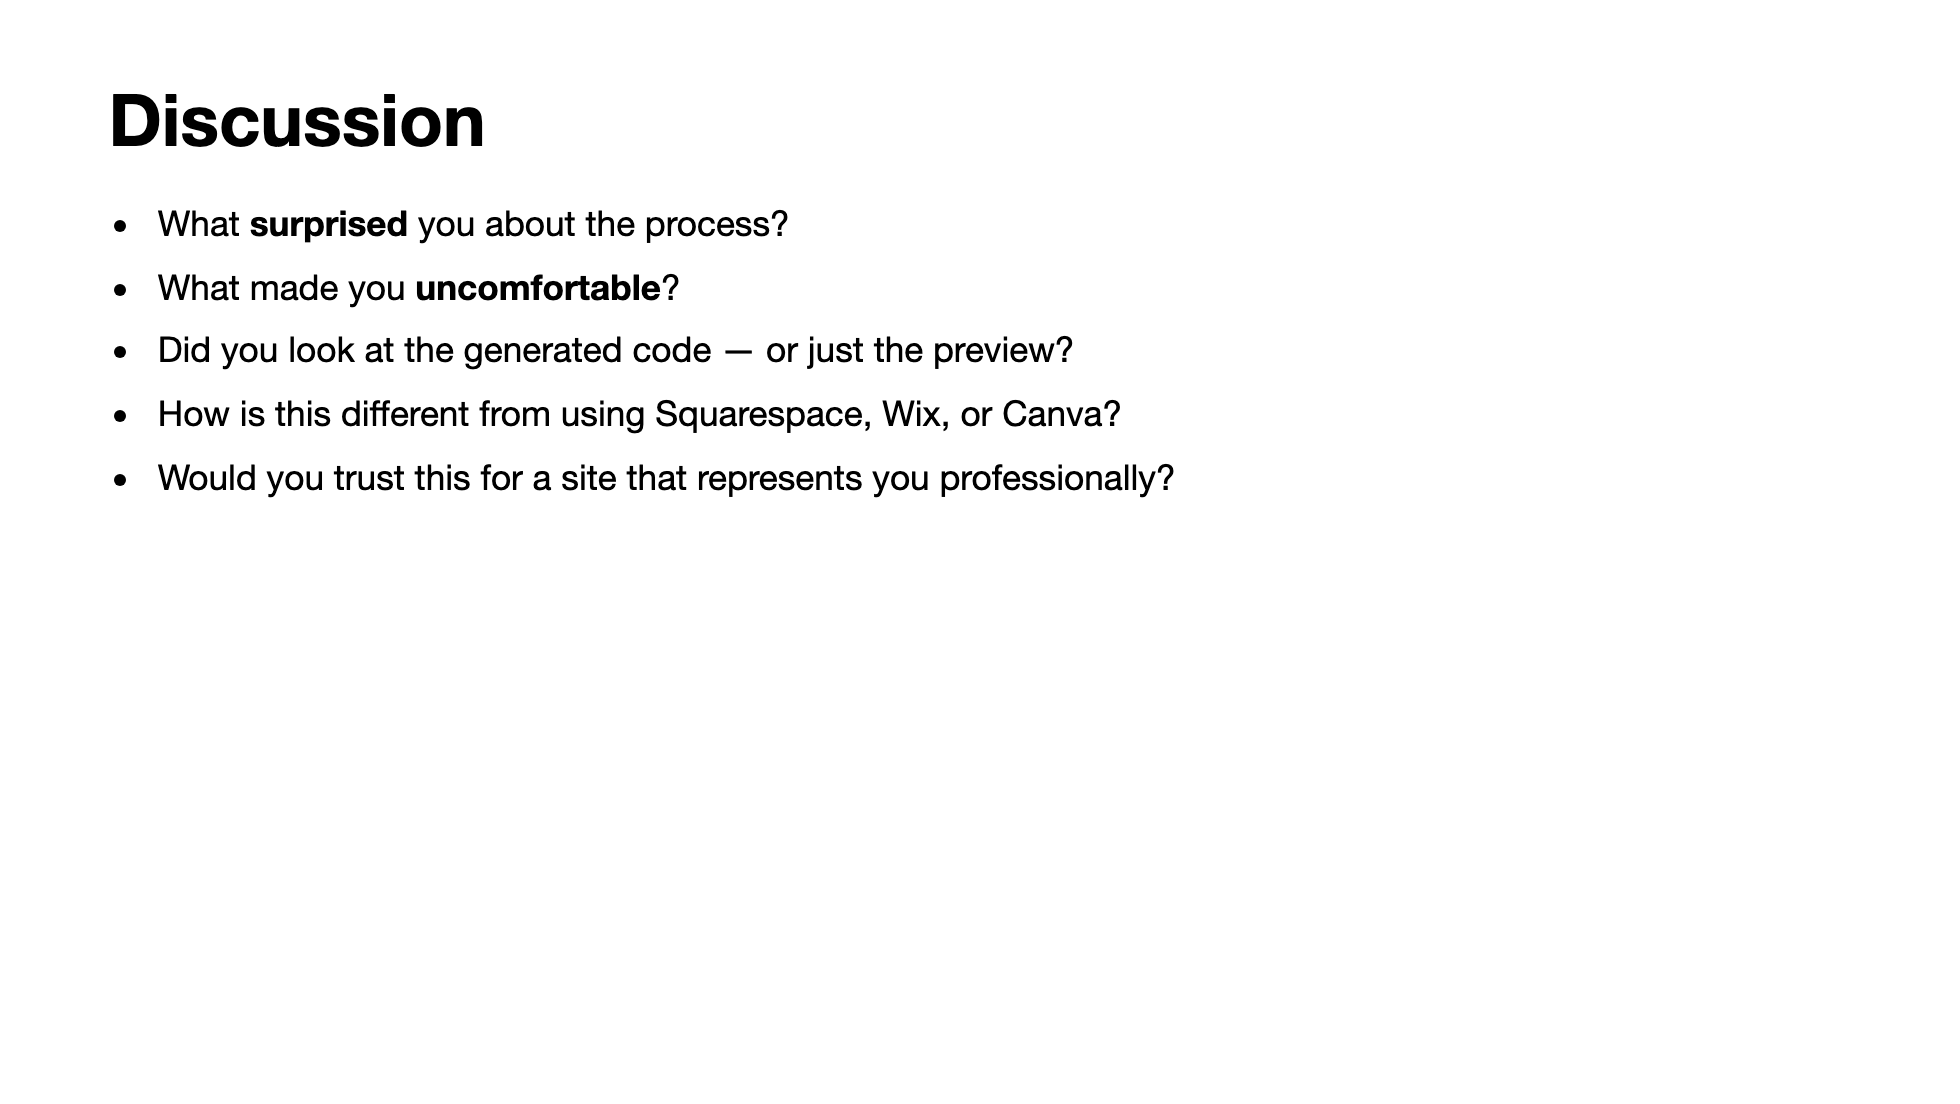 Discussion
• What surprised you about the process?
• What made you uncomfortable?
• Did you look at the generated code — or just the preview?
• How is this different from using Squarespace, Wix, or Canva?
• Would you trust this for a site that represents you professionally?